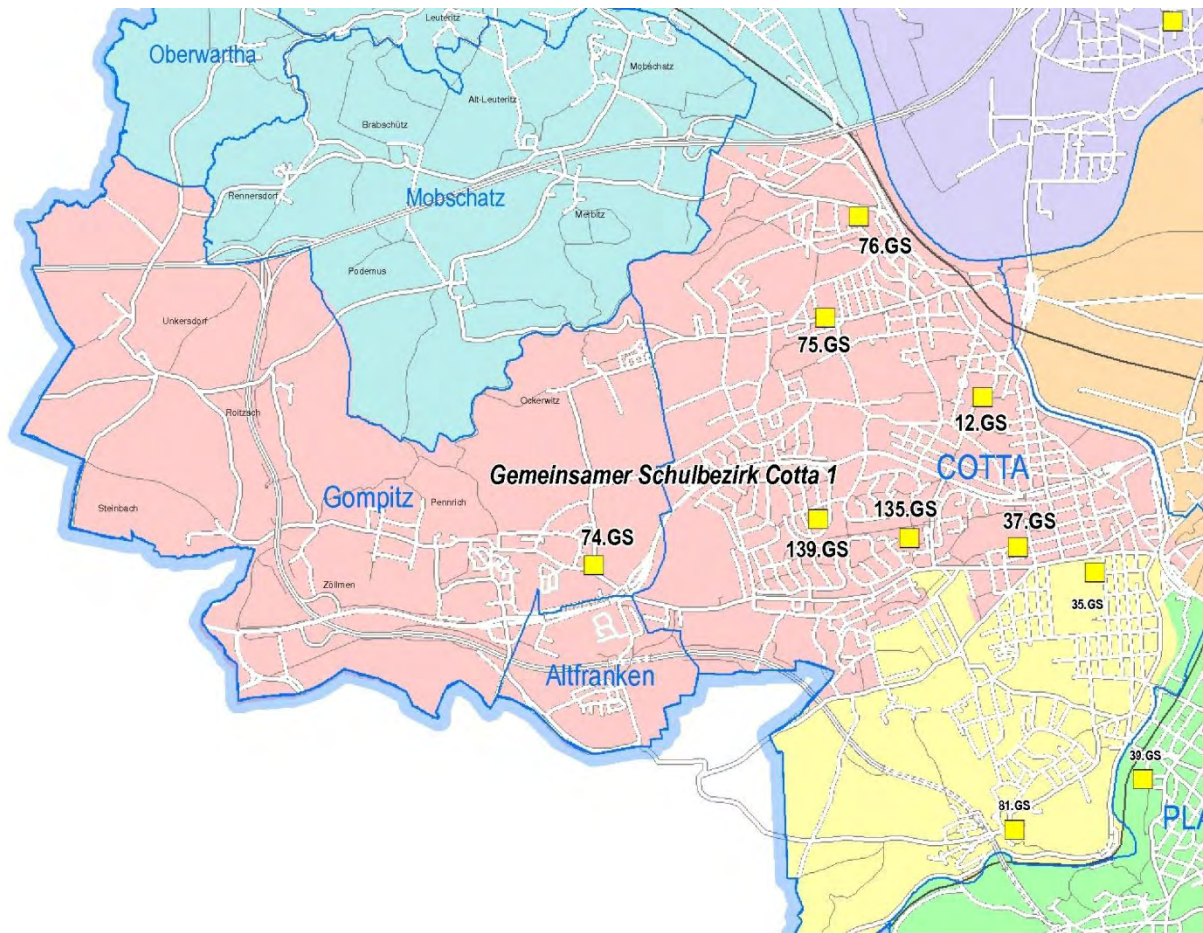 Leuteritz
Oberwartha
Mobschatz
Alt-Leuteritz
Brabschütz
Rennersdorf
Mobschatz
Merbitz
76.GS
Podemus
Unkersdorf
75.GS
Ockerwitz
12.GS
Roitzsch
Gemeinsamer Schulbezirk Cotta 1
COTTA
Gompitz
Pennrich
Steinbach
135.GS
37.GS
74.GS
139.GS
Zöllmen
35.GS
Altfranken
39.GS
81.GS
PLA